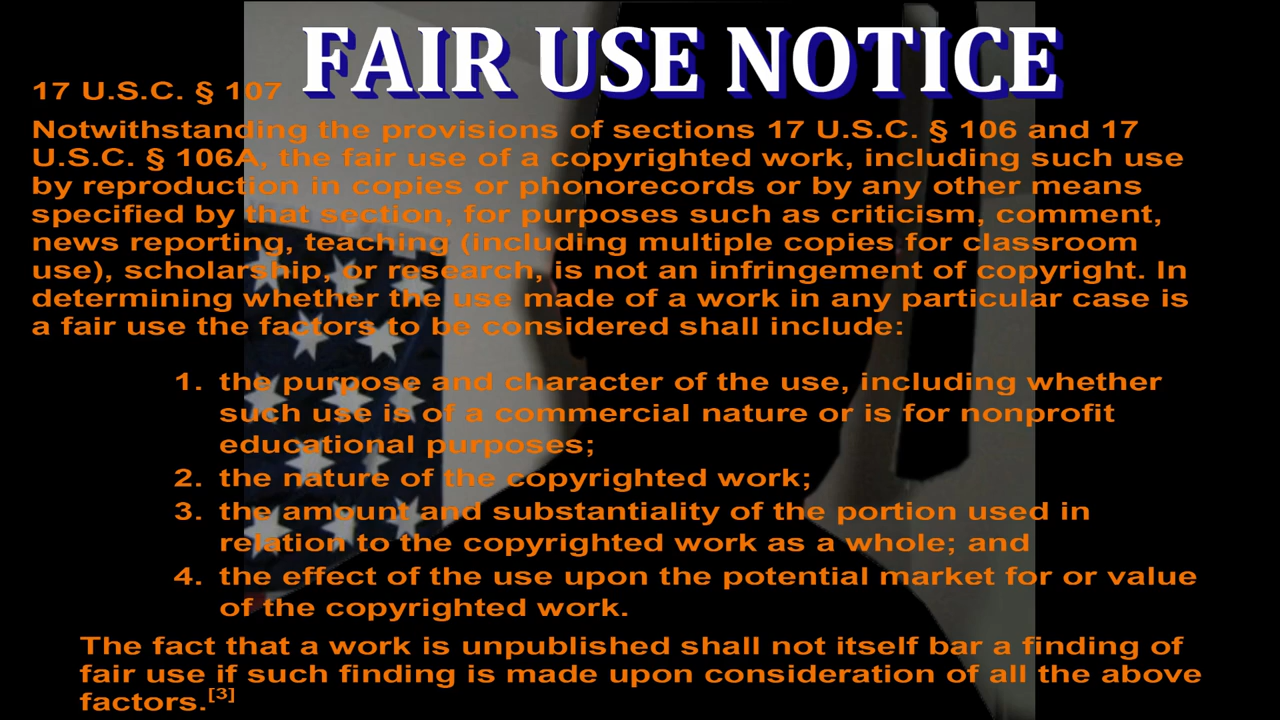 FAIR USE NOTICE
17 U.S.C. § 107
Notwithstanding the provisions of sections 17 U.S.C. § 106 and 17
U.S.C. § 106A, the fair use of a copyrighted work, including such use
by reproduction in copies or phonorecords or by any other means
specified by that section, for purposes such as criticism, comment,
news reporting, teaching (including multiple copies for classroom
use), scholarship, or research, is not an infringement of copyright. In
determining whether the use made of a work in any particular case is
a fair use the factors to be considered shall include:
1. the purpose and character of the use, including whether
such use is of a commercial nature or is for nonprofit
educational purposes;
2. the nature of the copyrighted work;
3. the amount and substantiality of the portion used in
relation to the copyrighted work as a whole; and
4. the effect of the use upon the potential market for or value
of the copyrighted work.
The fact that a work is unpublished shall not itself bar a finding of
fair use if such finding is made upon consideration of all the above
factors.[3]